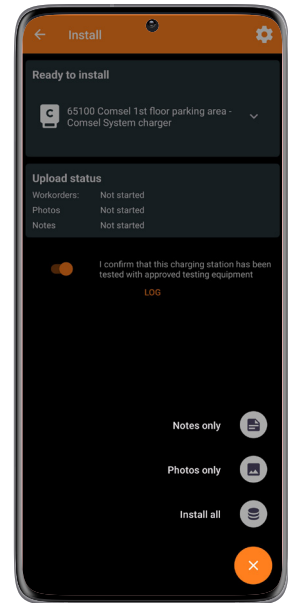 Install
Ready to install
C
65100 Comsel 1st floor parking area -
Comsel System charger
Upload status
Workorders: Not started
Photos Not started
Notes Not started
I confirm that this charging station has been
tested with approved testing equipment
LOG
Notes only
Photos only
Install all